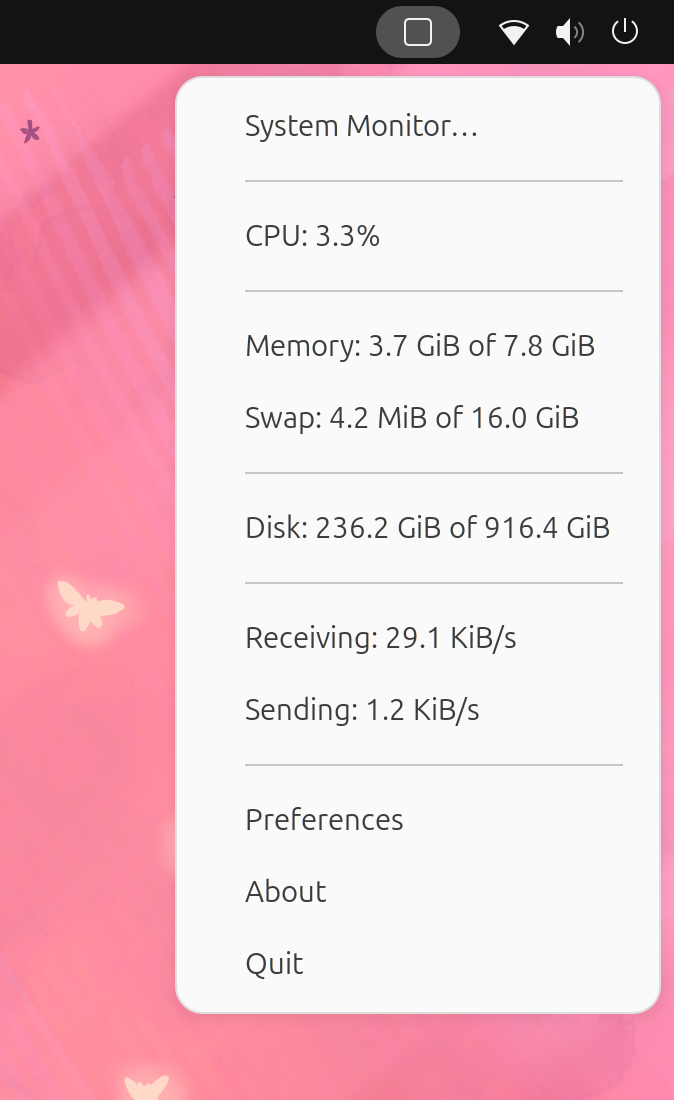 System Monitor…
CPU: 3.3%
Memory: 3.7 GiB of 7.8 GiB
Swap: 4.2 MiB of 16.0 GiB
Disk: 236.2 GiB of 916.4 GiB
Receiving: 29.1 KiB/s
Sending: 1.2 KiB/s
Preferences
About
Quit